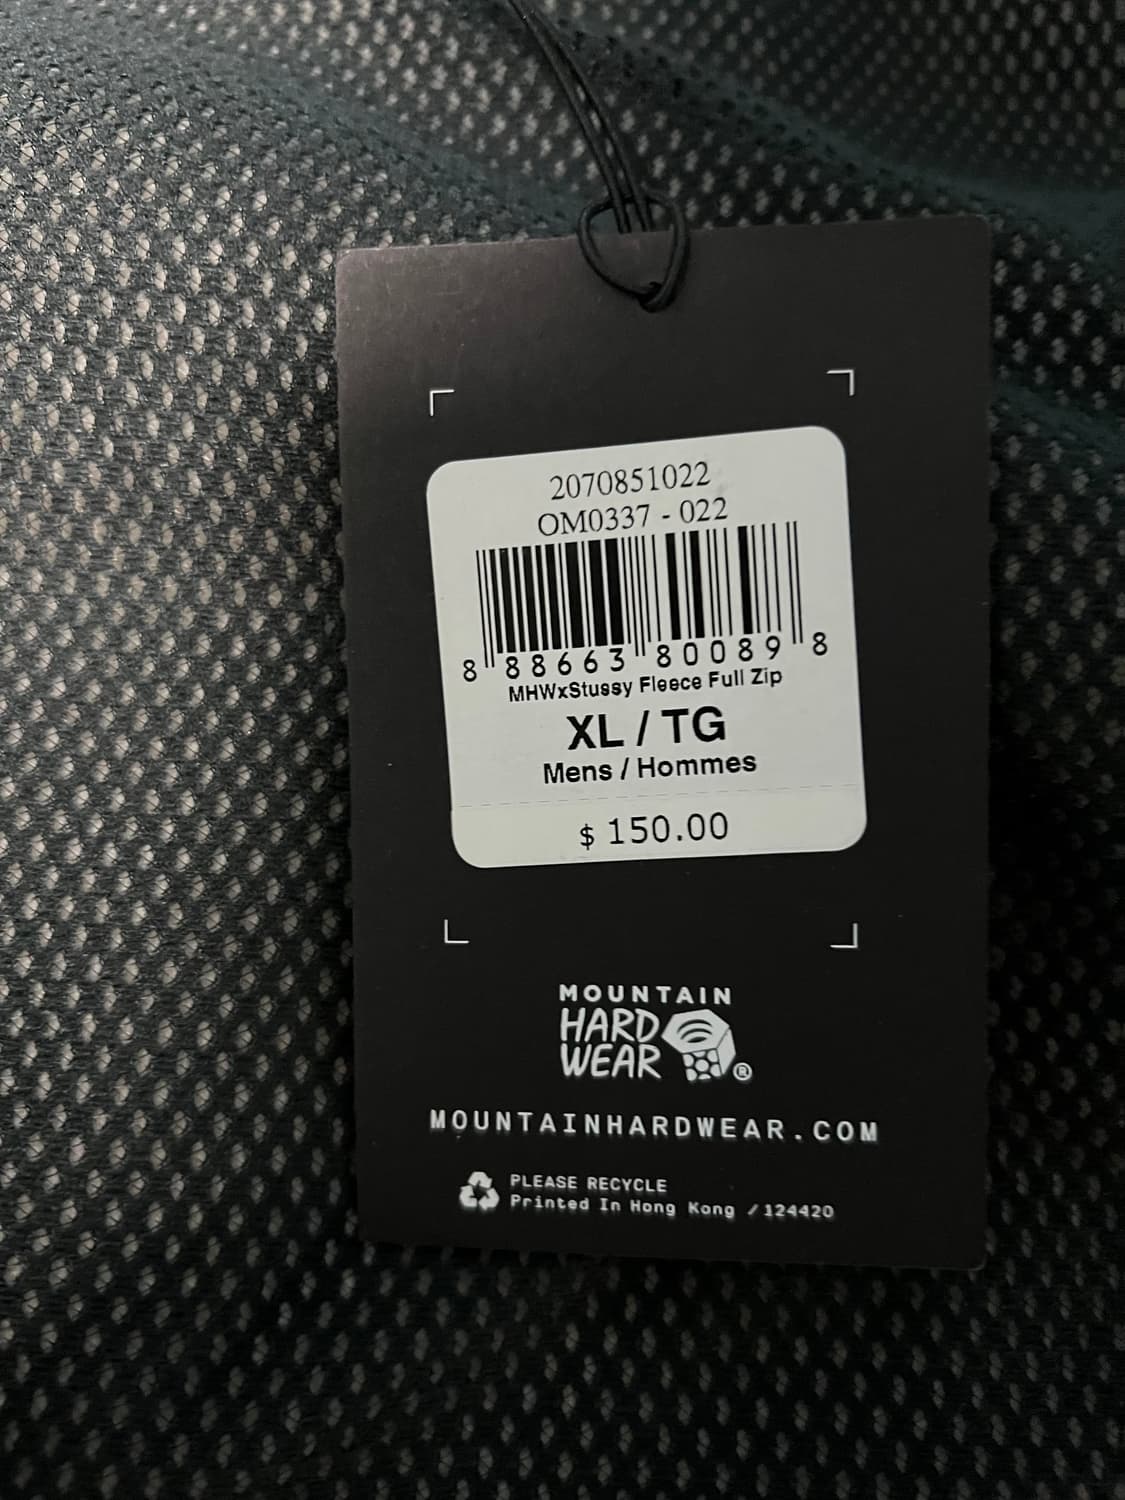 2070851022
OM0337 - 022
8 88663 80089 8
MHWxStussy Fleece Full Zip
XL / TG
Mens / Hommes
$ 150.00
MOUNTAIN
HARD
WEAR®
MOUNTAINHARDWEAR.COM
PLEASE RECYCLE
Printed In Hong Kong /124420